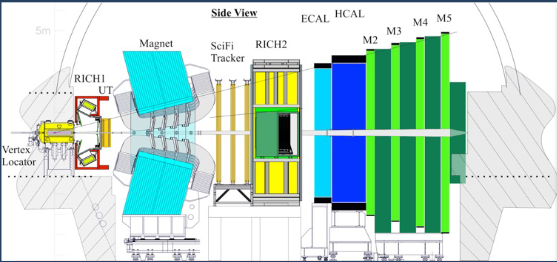 Side View
5m
ECAL
HCAL
M5
M4
M3
M2
Magnet
SciFi
Tracker
RICH2
RICH1
UT
Vertex
Locator